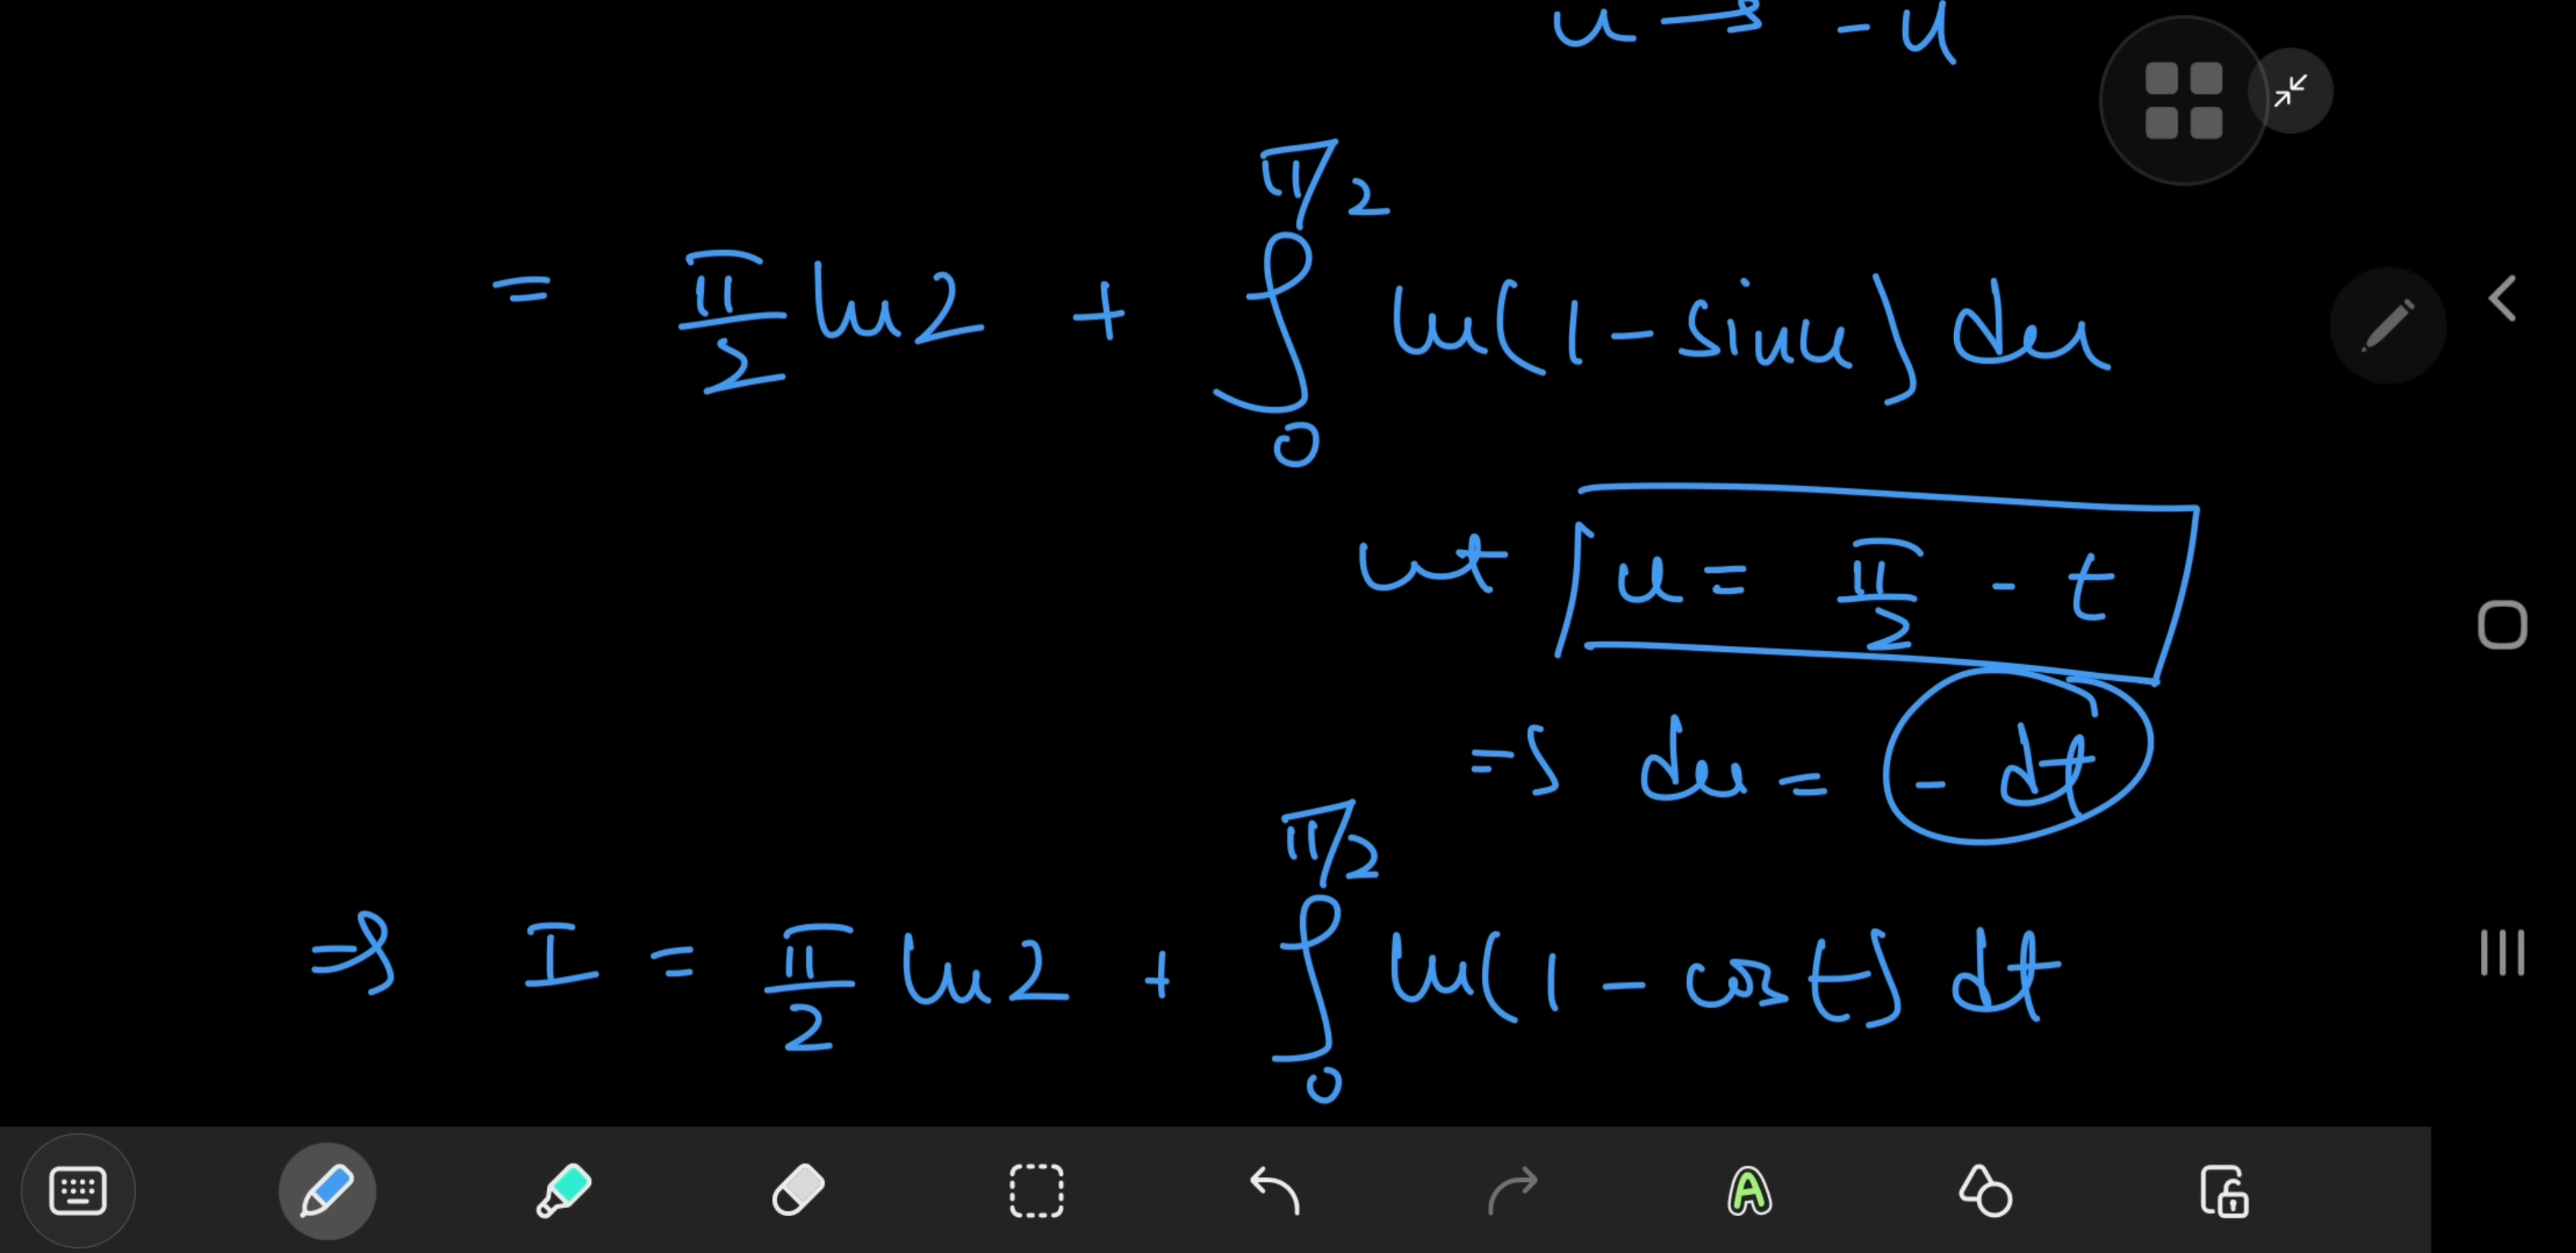 u → -u
= π/2 ln2 + ∫₀^(π/2) ln(1 - sinu) du
let u = π/2 - t
⇒ du = - dt
⇒ I = π/2 ln2 + ∫₀^(π/2) ln(1 - cos t) dt
A